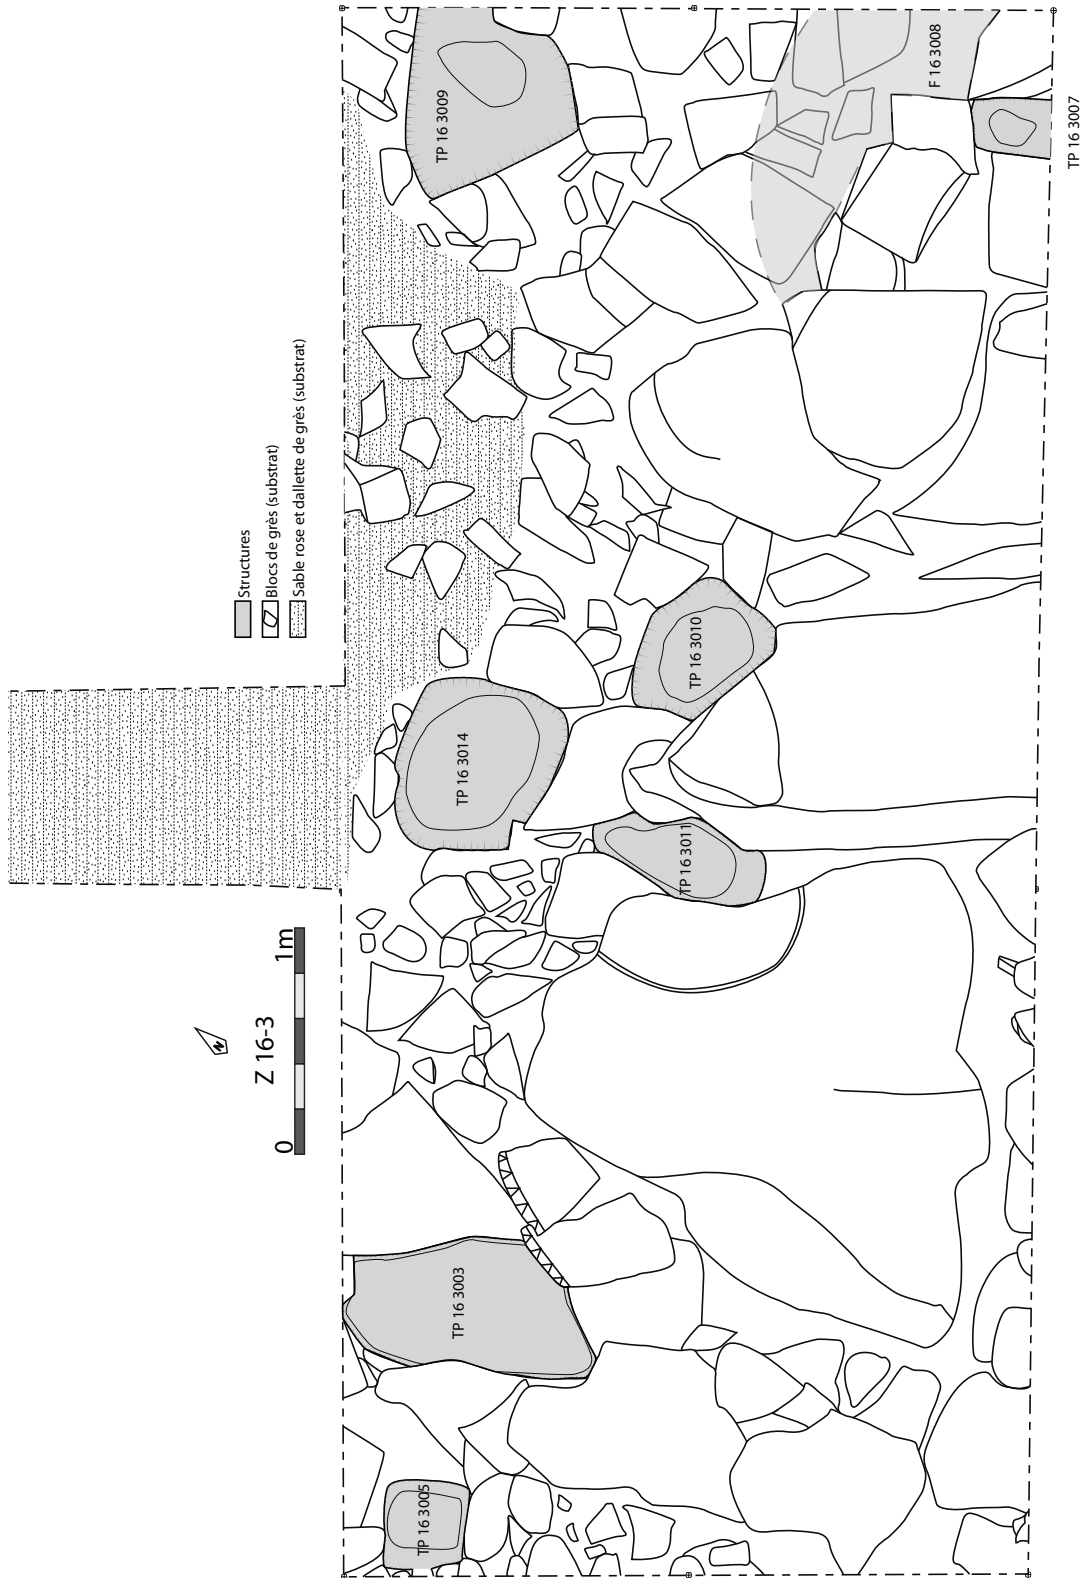 Structures
Blocs de grès (substrat)
Sable rose et dallette de grès (substrat)
Z 16-3
0 1m
N
TP 16 3005
TP 16 3003
TP 16 3014
TP 16 3011
TP 16 3010
TP 16 3009
F 16 3008
TP 16 3007